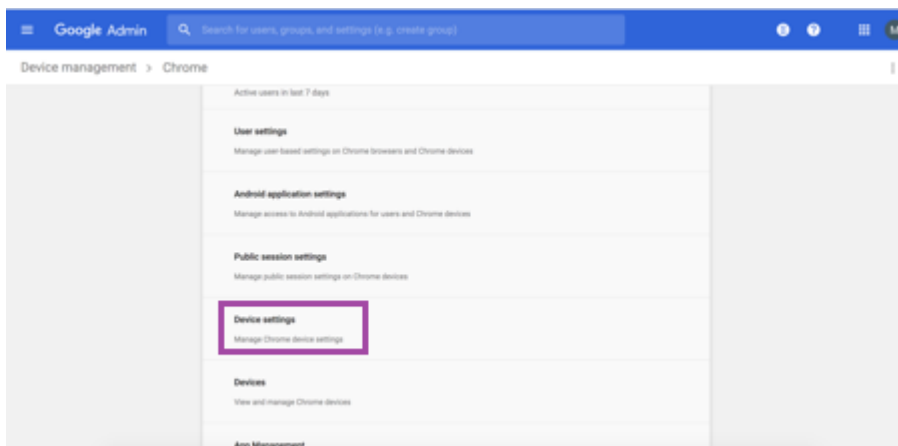 Google Admin
Search for users, groups, and settings (e.g. create group)
Device management > Chrome
Active users in last 7 days
User settings
Manage user-based settings on Chrome browsers and Chrome devices
Android application settings
Manage access to Android applications for users and Chrome devices
Public session settings
Manage public session settings on Chrome devices
Device settings
Manage Chrome device settings
Devices
View and manage Chrome devices
App Management